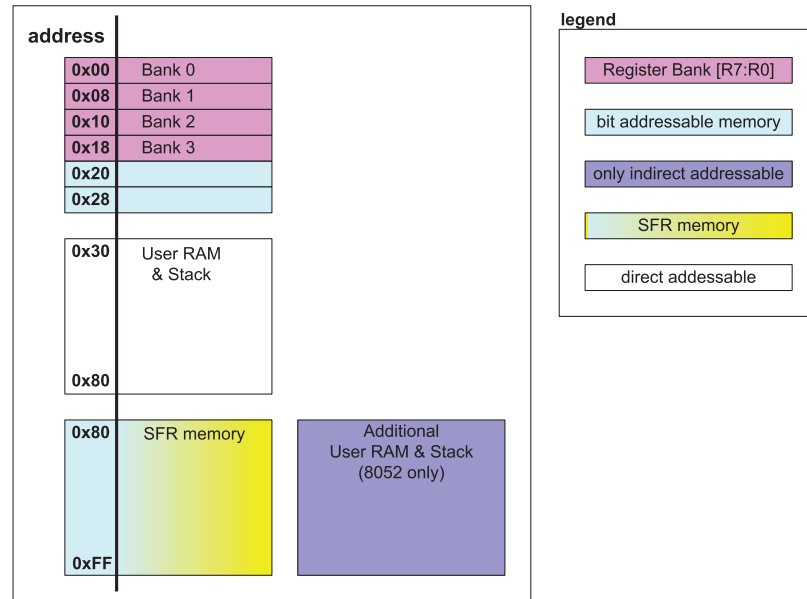 address
0x00 Bank 0
0x08 Bank 1
0x10 Bank 2
0x18 Bank 3
0x20
0x28
0x30 User RAM
& Stack
0x80
0x80 SFR memory
0xFF
Additional
User RAM & Stack
(8052 only)
legend
Register Bank [R7:R0]
bit addressable memory
only indirect addressable
SFR memory
direct addessable